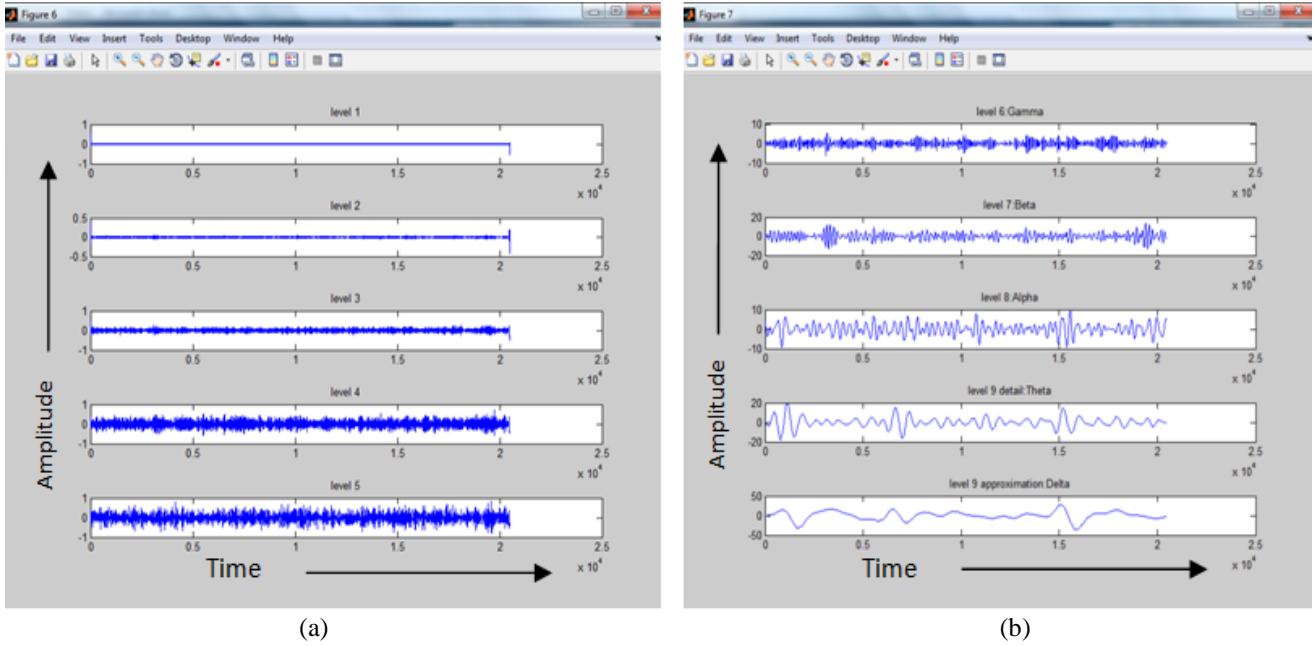 Figure 6
File Edit View Insert Tools Desktop Window Help
level 1
1
0
-1
0 0.5 1 1.5 2 2.5
x 10^4
level 2
0.5
0
-0.5
0 0.5 1 1.5 2 2.5
x 10^4
level 3
1
0
-1
0 0.5 1 1.5 2 2.5
x 10^4
level 4
1
0
-1
0 0.5 1 1.5 2 2.5
x 10^4
level 5
1
0
-1
0 0.5 1 1.5 2 2.5
x 10^4
Amplitude
Time
(a)
Figure 7
File Edit View Insert Tools Desktop Window Help
level 6:Gamma
10
0
-10
0 0.5 1 1.5 2 2.5
x 10^4
level 7:Beta
20
0
-20
0 0.5 1 1.5 2 2.5
x 10^4
level 8:Alpha
10
0
-10
0 0.5 1 1.5 2 2.5
x 10^4
level 9 detail:Theta
20
0
-20
0 0.5 1 1.5 2 2.5
x 10^4
level 9 approximation:Delta
50
0
-50
0 0.5 1 1.5 2 2.5
x 10^4
Amplitude
Time
(b)